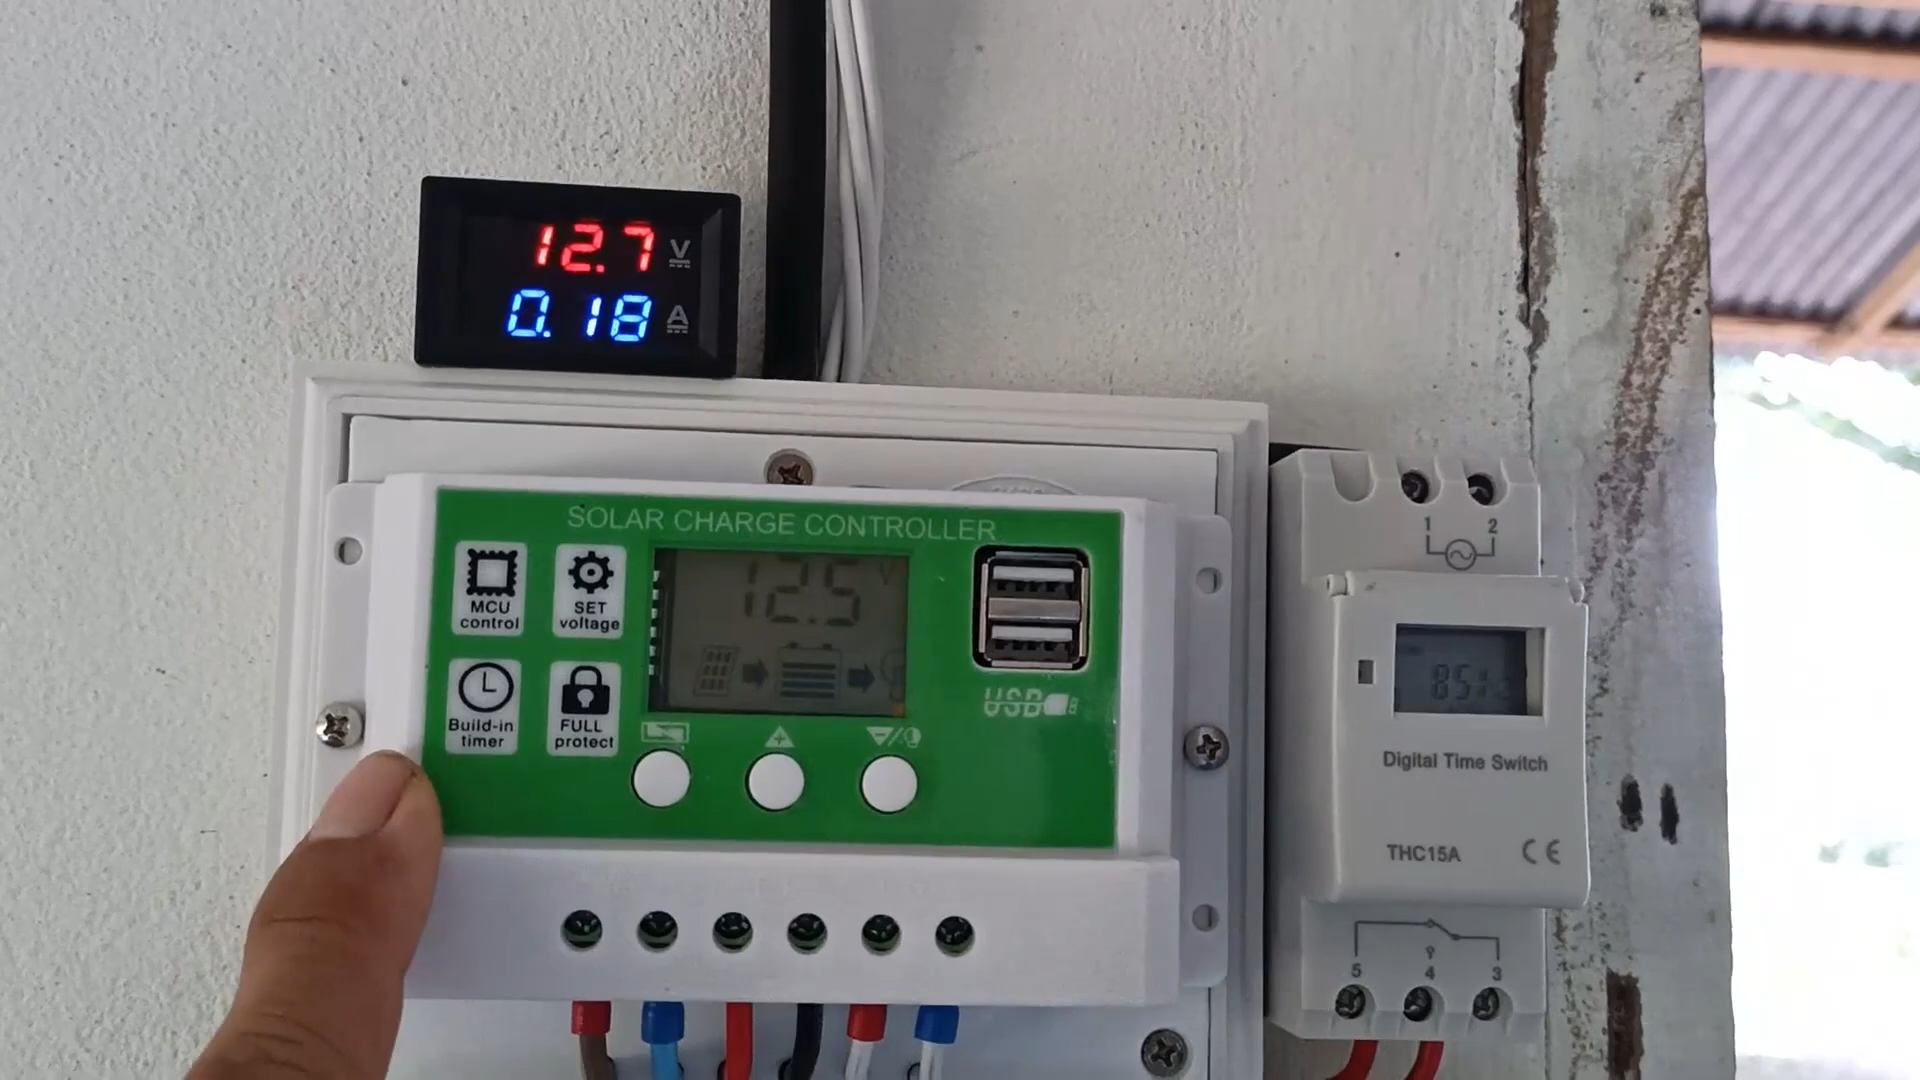 12.7 V
0.18 A
SOLAR CHARGE CONTROLLER
MCU
control
SET
voltage
12.5 V
Build-in
timer
FULL
protect
USB
1 2
Digital Time Switch
THC15A CE
5 4 3